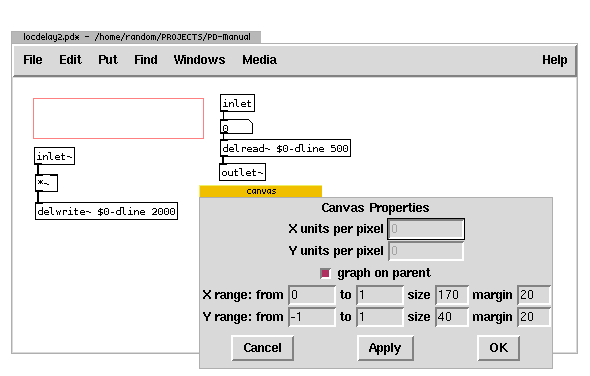 locdelay2.pd* - /home/random/PROJECTS/PD-Manual
File Edit Put Find Windows Media Help
inlet
0
inlet~
delread~ $0-dline 500
*~
outlet~
delwrite~ $0-dline 2000
canvas
Canvas Properties
X units per pixel 0
Y units per pixel 0
graph on parent
X range: from 0 to 1 size 170 margin 20
Y range: from -1 to 1 size 40 margin 20
Cancel Apply OK